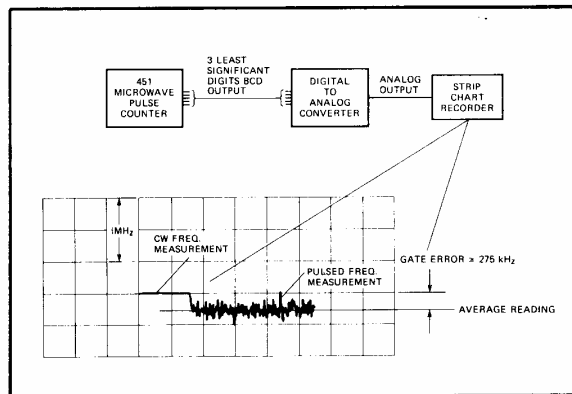 451
MICROWAVE
PULSE
COUNTER
3 LEAST
SIGNIFICANT
DIGITS BCD
OUTPUT
DIGITAL
TO
ANALOG
CONVERTER
ANALOG
OUTPUT
STRIP
CHART
RECORDER
1MHz
CW FREQ.
MEASUREMENT
PULSED FREQ.
MEASUREMENT
GATE ERROR ≥ 275 kHz
AVERAGE READING